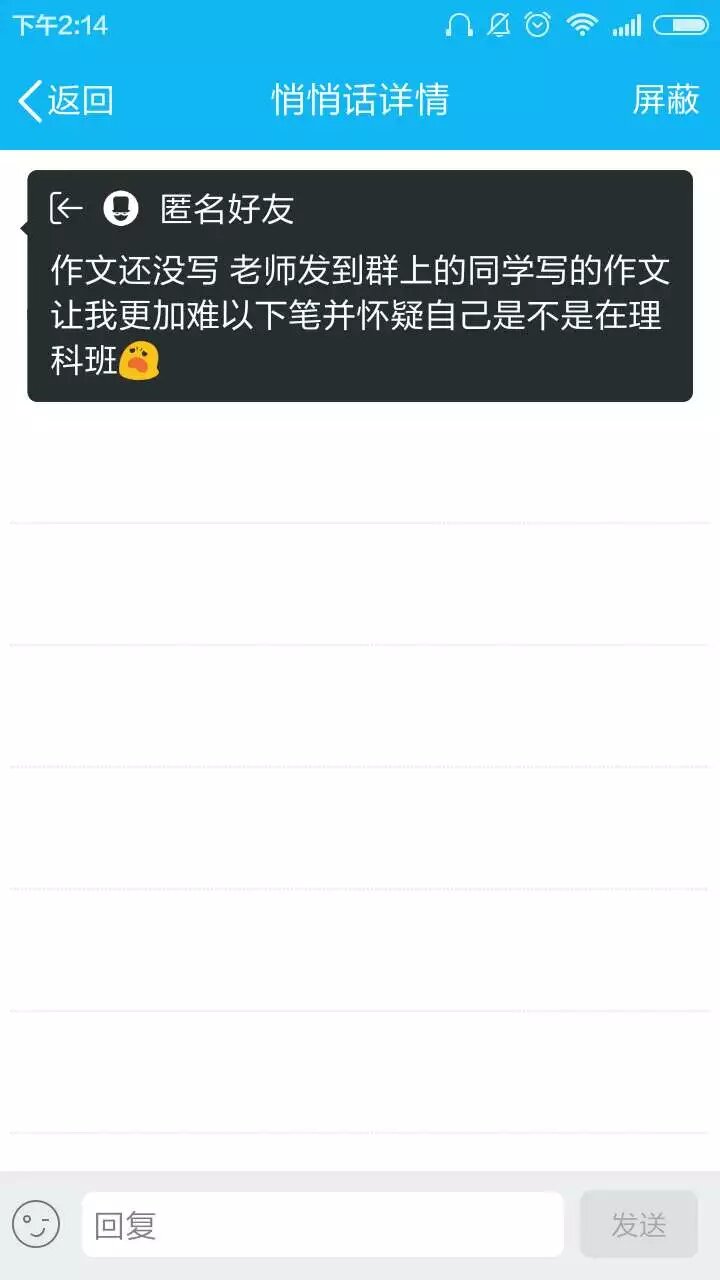 下午2:14
返回 悄悄话详情 屏蔽
匿名好友
作文还没写 老师发到群上的同学写的作文
让我更加难以下笔并怀疑自己是不是在理
科班
回复 发送